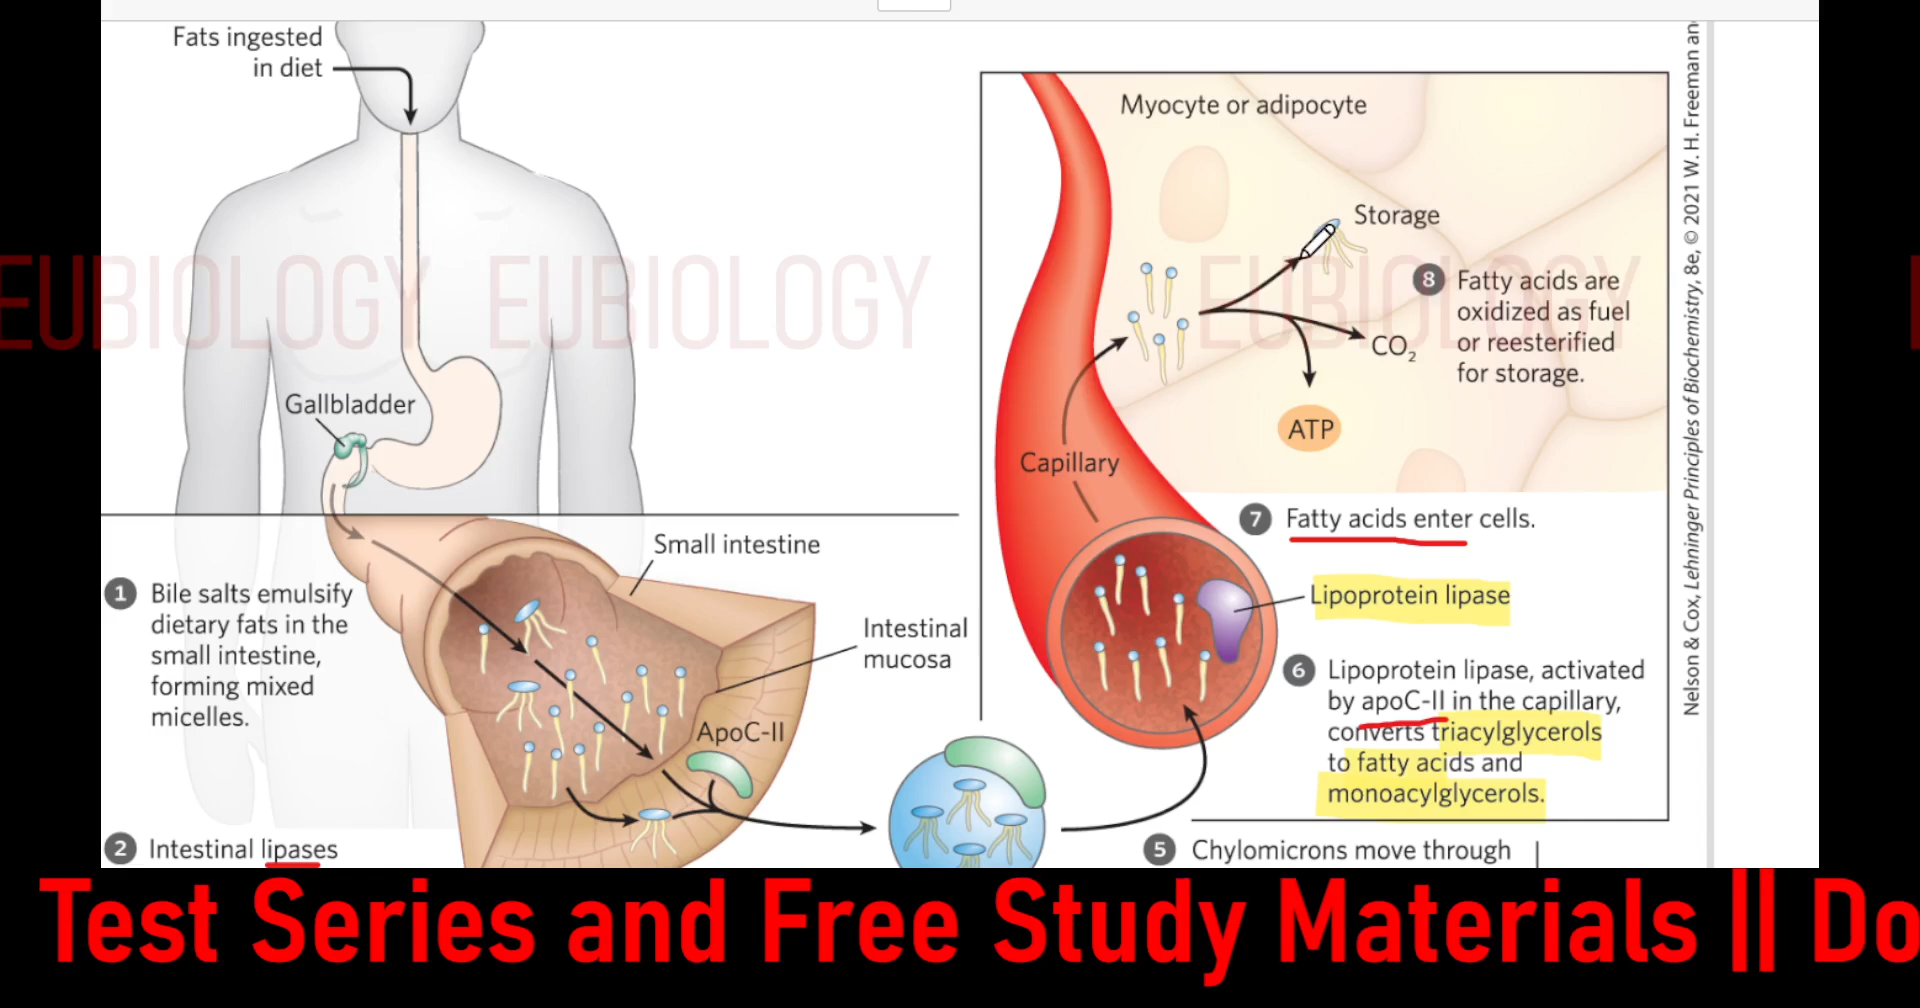 Fats ingested
in diet
Gallbladder
Small intestine
1 Bile salts emulsify
dietary fats in the
small intestine,
forming mixed
micelles.
Intestinal
mucosa
ApoC-II
2 Intestinal lipases
Myocyte or adipocyte
Storage
8 Fatty acids are
oxidized as fuel
or reesterified
for storage.
CO₂
ATP
Capillary
7 Fatty acids enter cells.
Lipoprotein lipase
6 Lipoprotein lipase, activated
by apoC-II in the capillary,
converts triacylglycerols
to fatty acids and
monoacylglycerols.
5 Chylomicrons move through
Nelson & Cox, Lehninger Principles of Biochemistry, 8e, © 2021 W. H. Freeman an
EUBIOLOGY EUBIOLOGY EUBIOLOGY
Test Series and Free Study Materials || Do